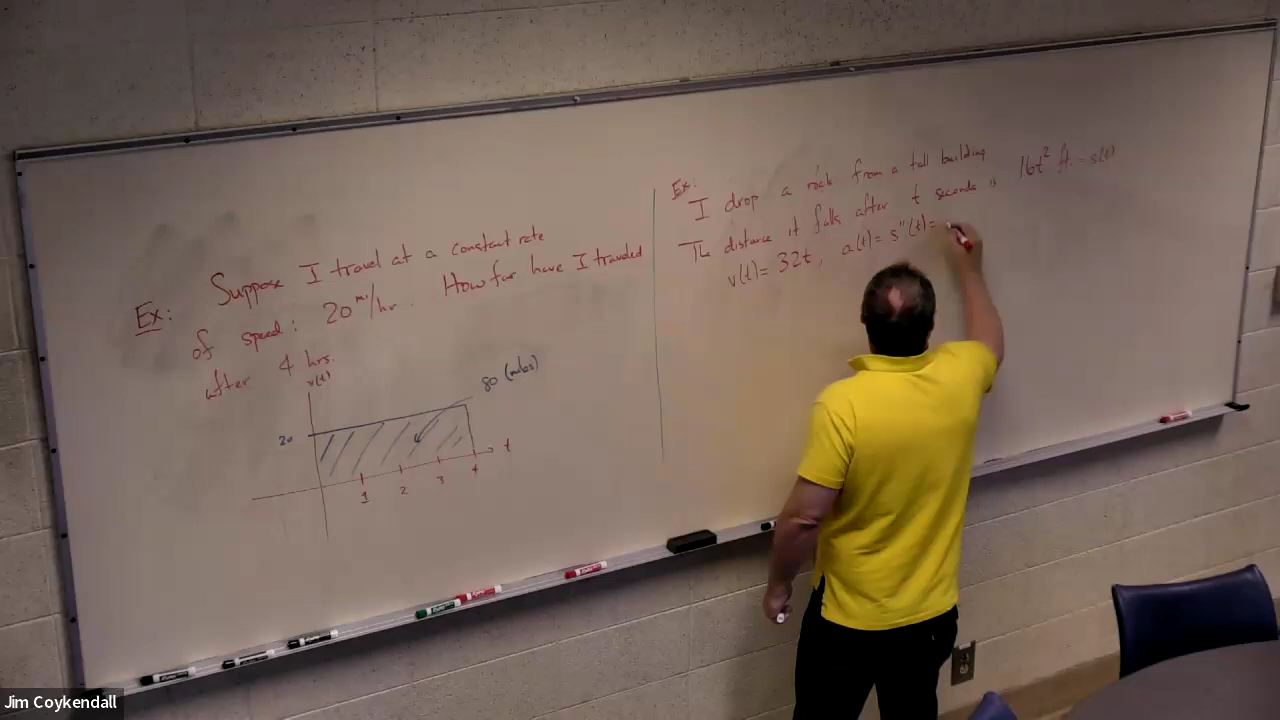 Ex: Suppose I travel at a constant rate
of speed: 20 mi/hr. How far have I traveled
after 4 hrs.
v(t)
80 (miles)
20
t
1 2 3 4
Ex:
I drop a rock from a tall building
The distance it falls after t seconds is 16t² ft. = s(t)
v(t) = 32t, a(t) = s"(t) =
Jim Coykendall